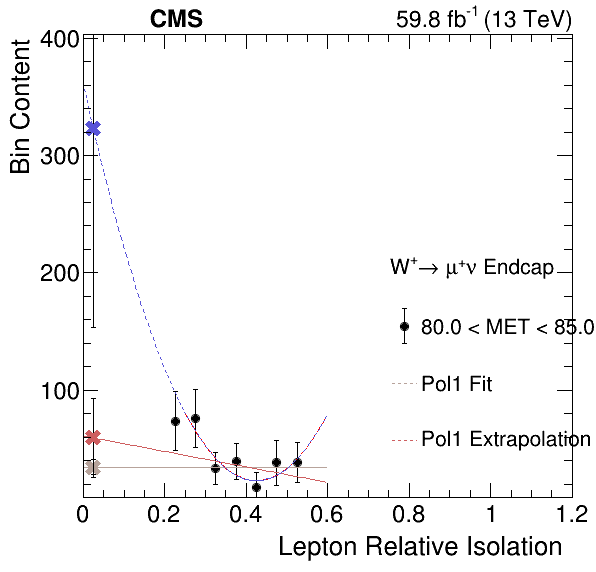 CMS 59.8 fb⁻¹ (13 TeV)
Bin Content
400
300
200
100
W⁺→ μ⁺ν Endcap
80.0 < MET < 85.0
Pol1 Fit
Pol1 Extrapolation
0 0.2 0.4 0.6 0.8 1 1.2
Lepton Relative Isolation